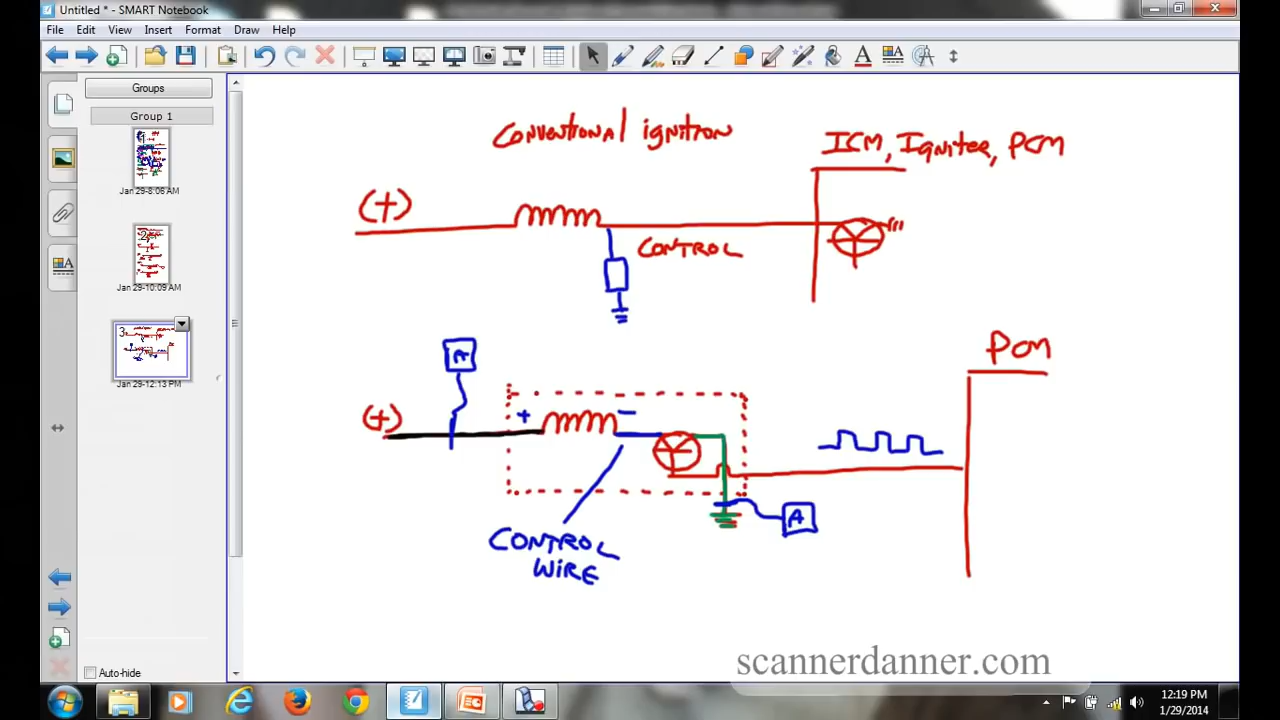 Untitled * - SMART Notebook
File Edit View Insert Format Draw Help
Groups
Group 1
Jan 29-8:06 AM
2
Jan 29-10:09 AM
3
Jan 29-12:13 PM
Auto-hide
Conventional ignition
ICM, Igniter, PCM
(+)
CONTROL
PCM
A
(+)
+ −
A
CONTROL
WIRE
scannerdanner.com
12:19 PM
1/29/2014